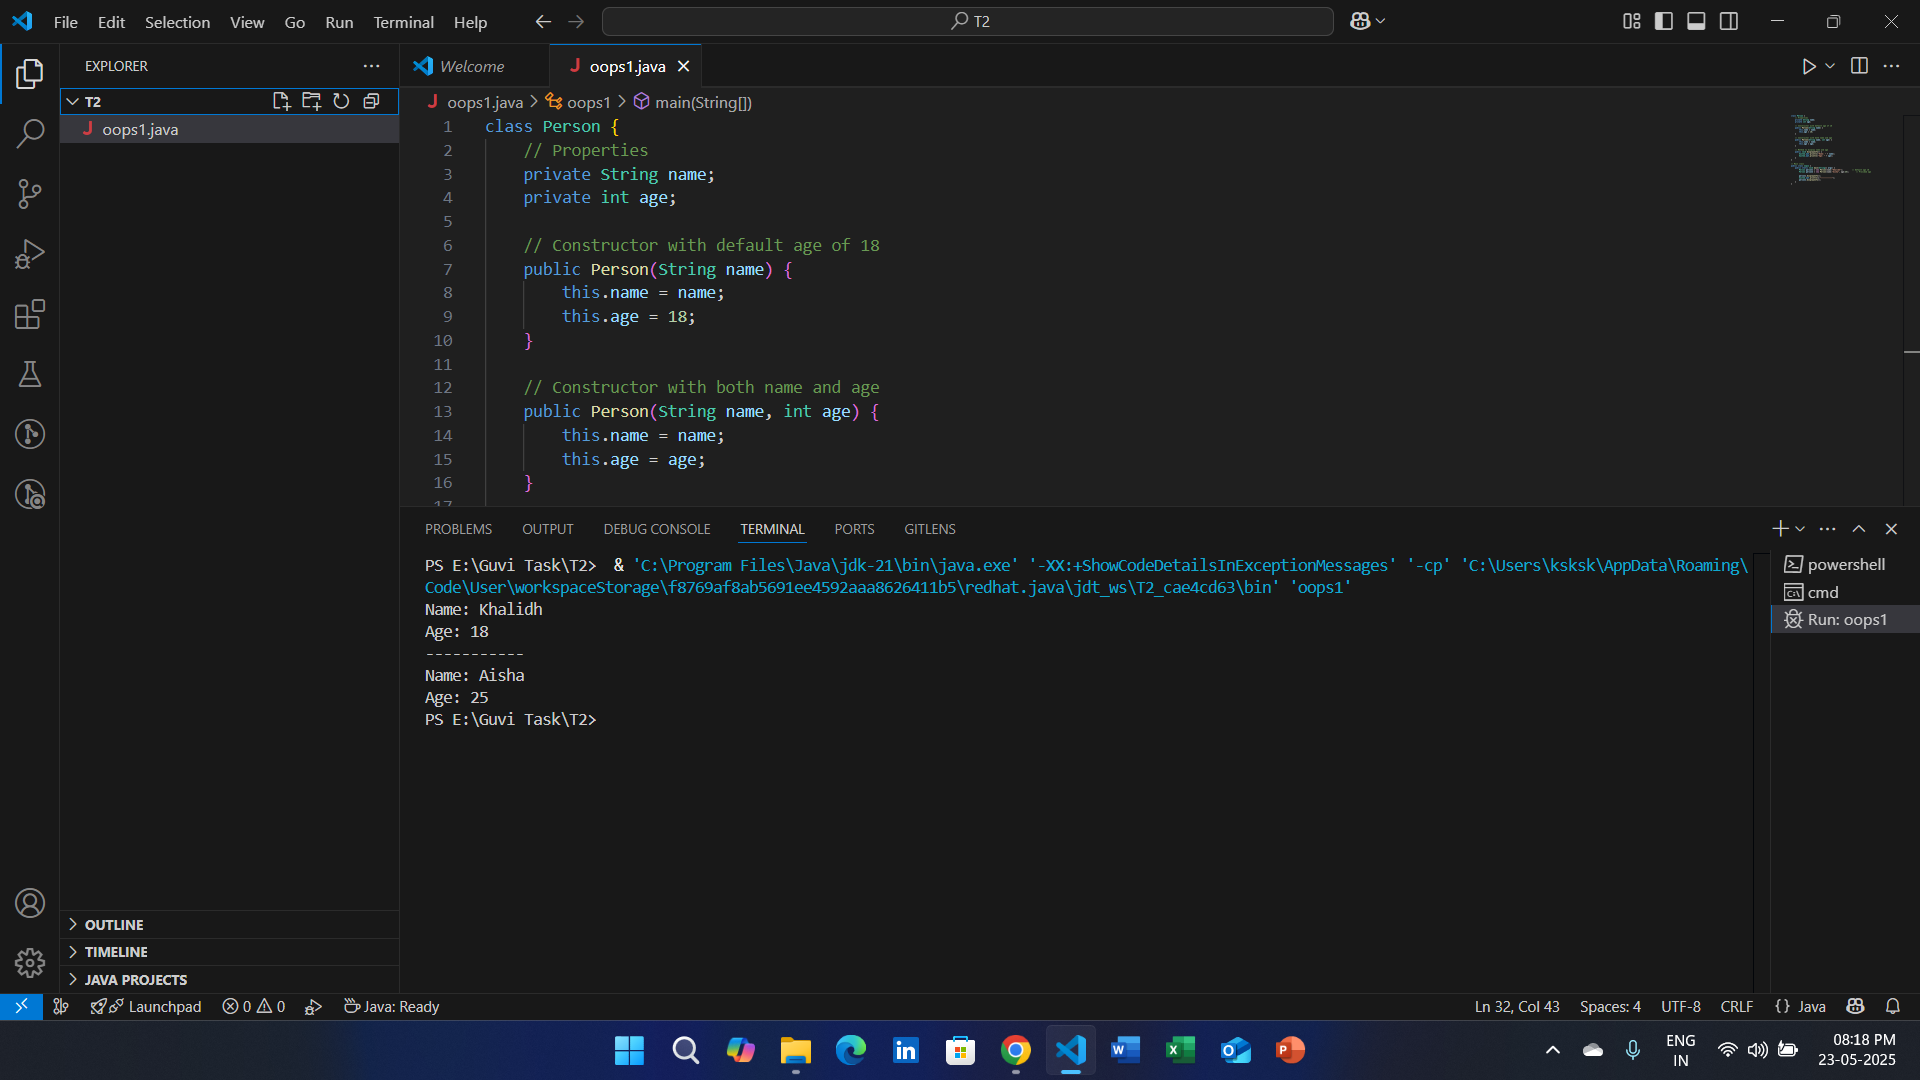 File Edit Selection View Go Run Terminal Help
T2
EXPLORER
T2
oops1.java
Welcome
J oops1.java
J oops1.java > oops1 > main(String[])
1 class Person {
2 // Properties
3 private String name;
4 private int age;
5
6 // Constructor with default age of 18
7 public Person(String name) {
8 this.name = name;
9 this.age = 18;
10 }
11
12 // Constructor with both name and age
13 public Person(String name, int age) {
14 this.name = name;
15 this.age = age;
16 }
17
PROBLEMS OUTPUT DEBUG CONSOLE TERMINAL PORTS GITLENS
PS E:\Guvi Task\T2>  & 'C:\Program Files\Java\jdk-21\bin\java.exe' '-XX:+ShowCodeDetailsInExceptionMessages' '-cp' 'C:\Users\ksksk\AppData\Roaming\
Code\User\workspaceStorage\f8769af8ab5691ee4592aaa8626411b5\redhat.java\jdt_ws\T2_cae4cd63\bin' 'oops1'
Name: Khalidh
Age: 18
-----------
Name: Aisha
Age: 25
PS E:\Guvi Task\T2>
powershell
cmd
Run: oops1
OUTLINE
TIMELINE
JAVA PROJECTS
Launchpad 0 0 Java: Ready
Ln 32, Col 43 Spaces: 4 UTF-8 CRLF {} Java
ENG
IN
08:18 PM
23-05-2025